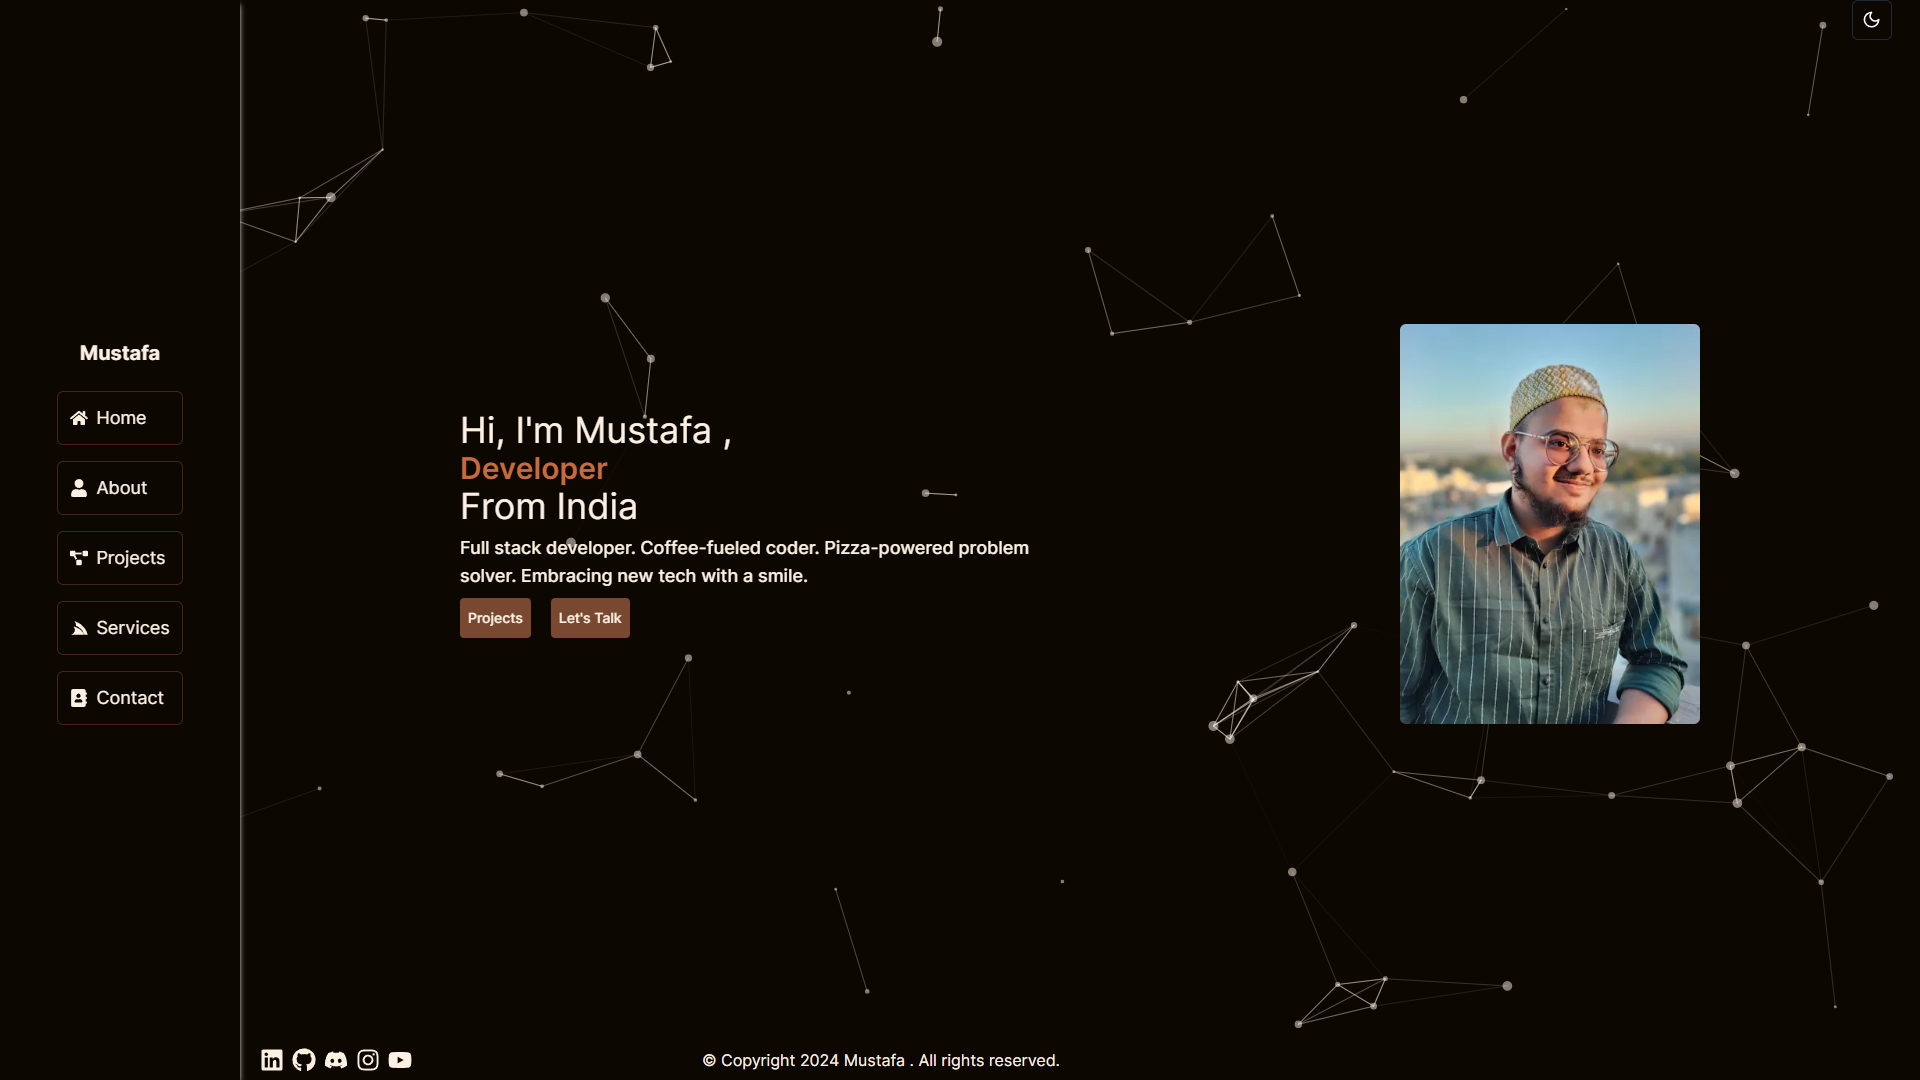 Mustafa
Home
About
Projects
Services
Contact
Hi, I'm Mustafa ,
Developer
From India
Full stack developer. Coffee-fueled coder. Pizza-powered problem
solver. Embracing new tech with a smile.
Projects
Let's Talk
© Copyright 2024 Mustafa . All rights reserved.